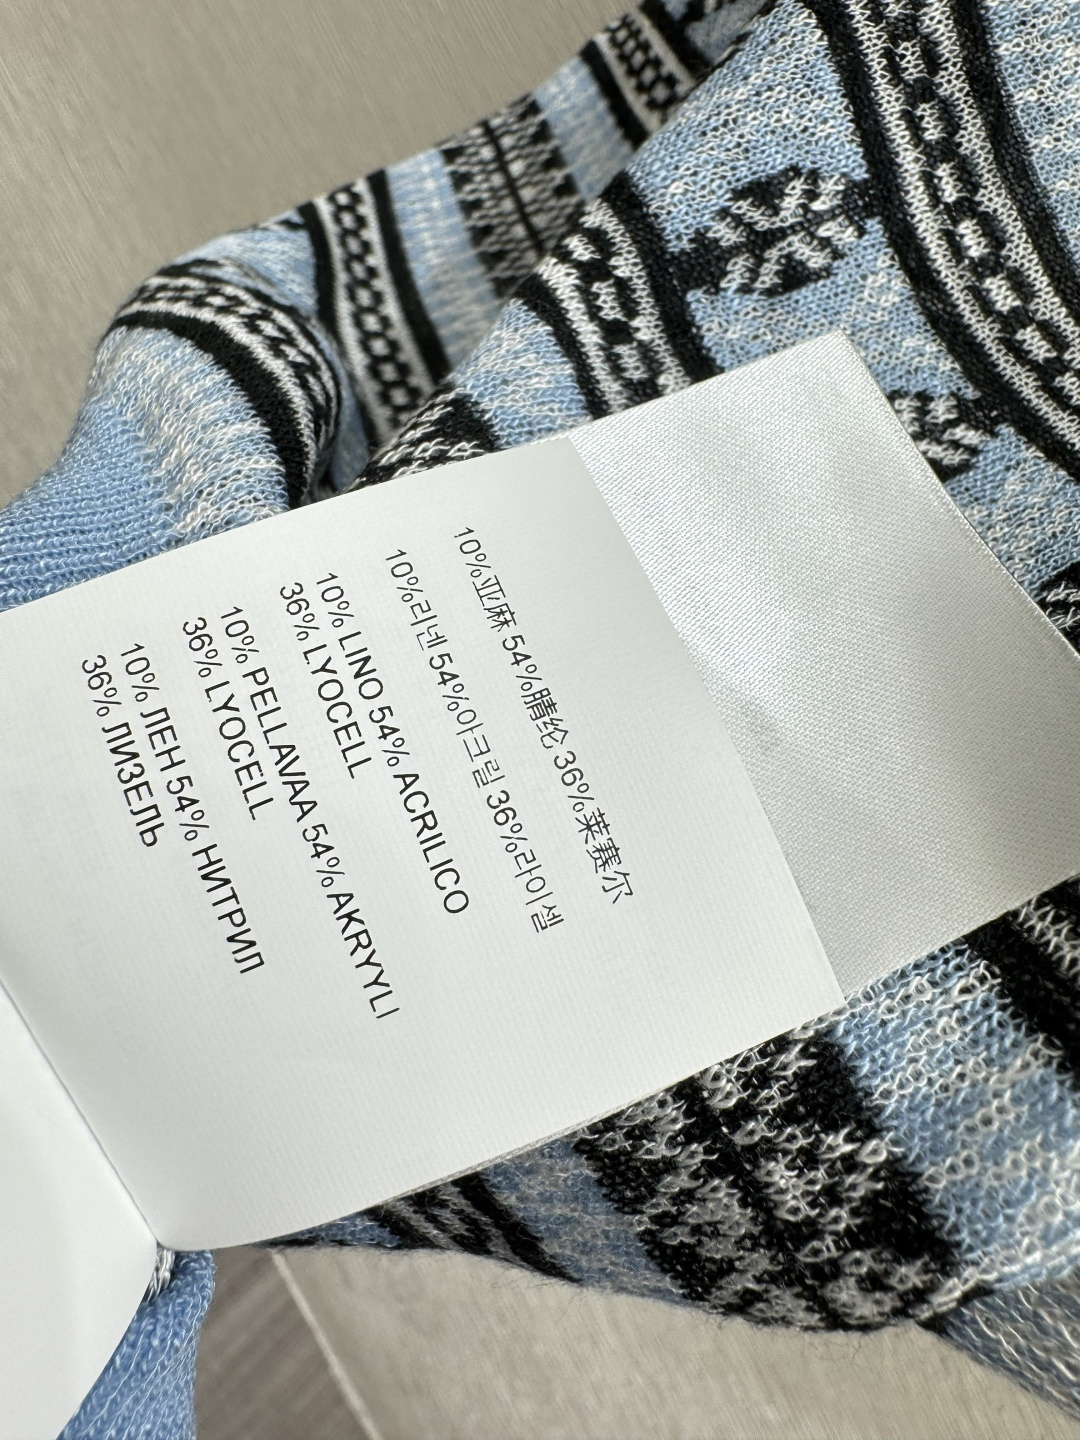 10%亚麻 54%腈纶 36%莱赛尔
10%리넨 54%아크릴 36%라이셀
10% LINO 54% ACRILICO
36% LYOCELL
10% PELLAVAA 54% AKRYYLI
36% LYOCELL
10% ЛЕН 54% НИТРИЛ
36% ЛИЗЕЛЬ